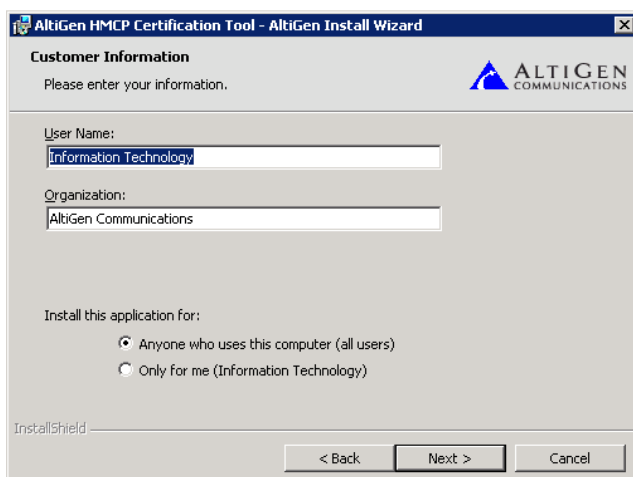 AltiGen HMCP Certification Tool - AltiGen Install Wizard
Customer Information
Please enter your information.
ALTIGEN
COMMUNICATIONS
User Name:
Information Technology
Organization:
AltiGen Communications
Install this application for:
Anyone who uses this computer (all users)
Only for me (Information Technology)
InstallShield
< Back Next > Cancel